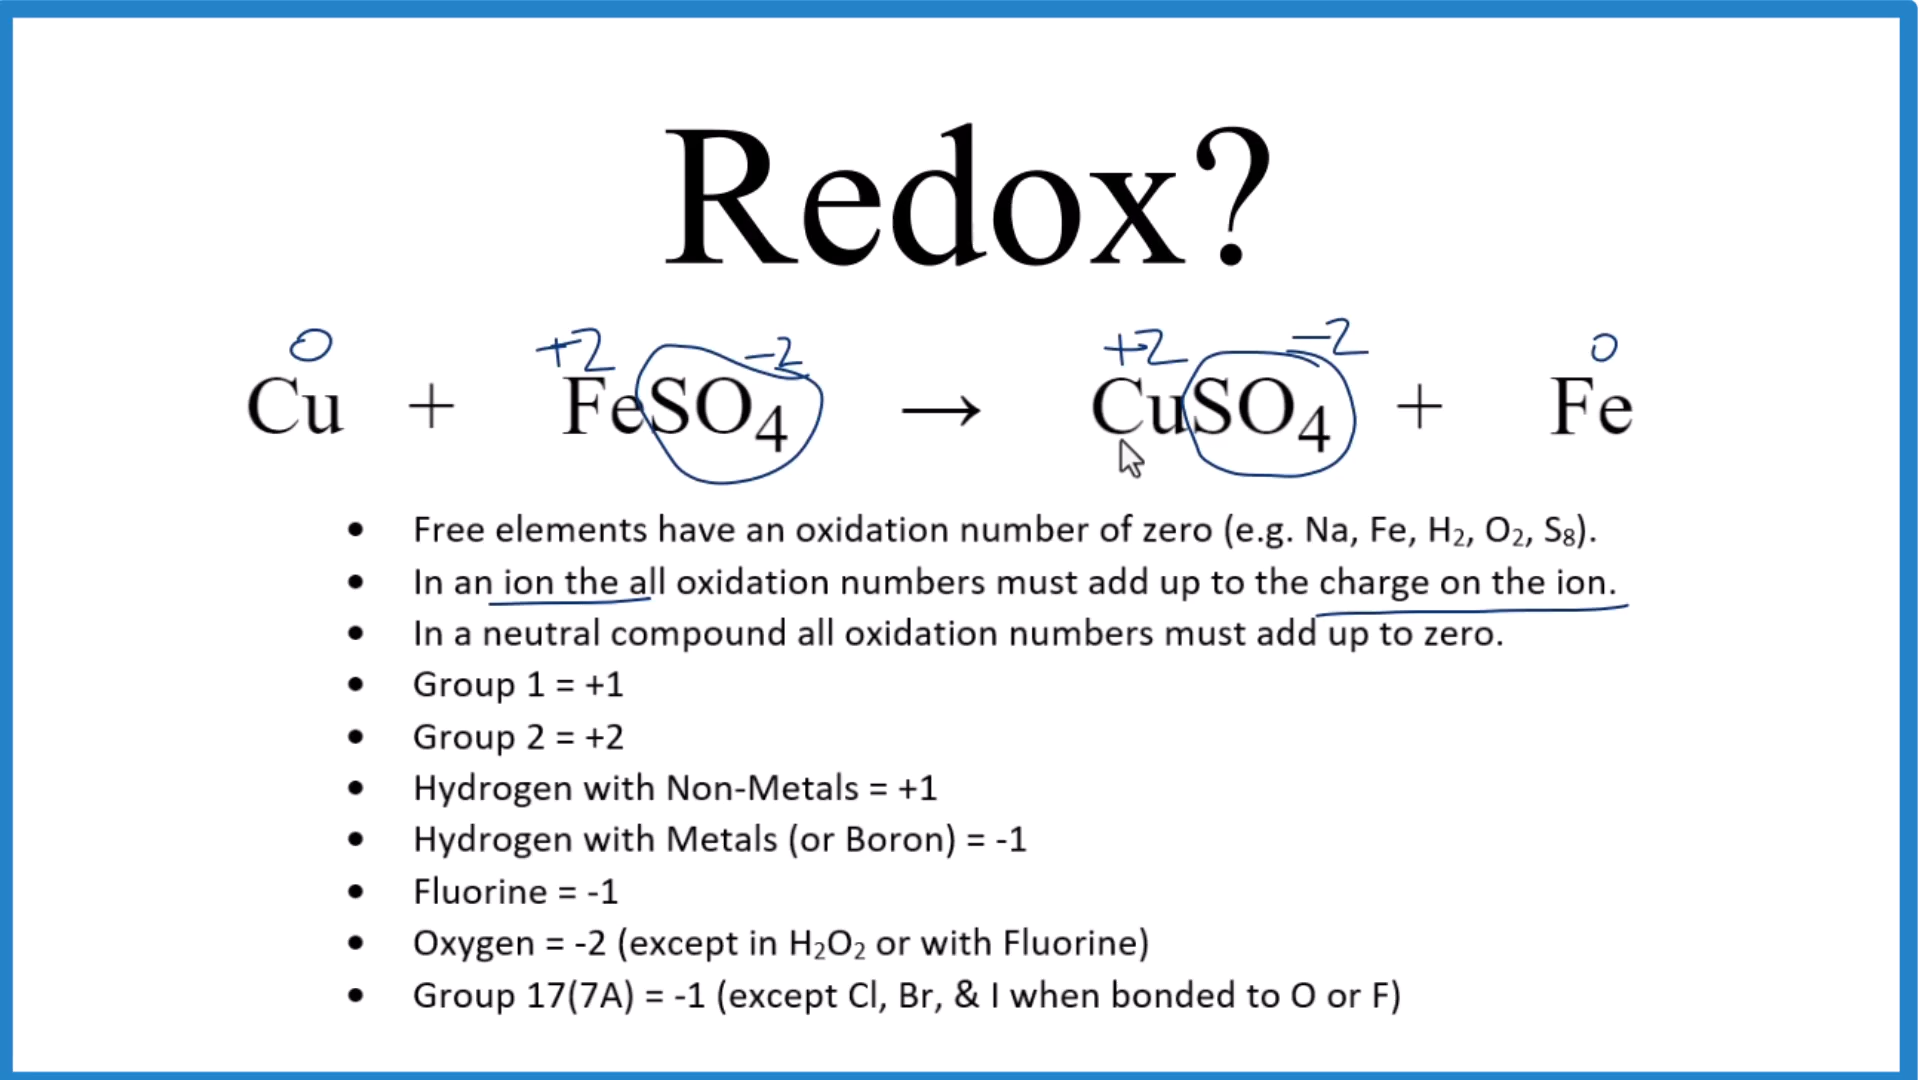 Redox?
0 +2 -2 +2 -2 0
Cu + FeSO₄ → CuSO₄ + Fe
• Free elements have an oxidation number of zero (e.g. Na, Fe, H₂, O₂, S₈).
• In an ion the all oxidation numbers must add up to the charge on the ion.
• In a neutral compound all oxidation numbers must add up to zero.
• Group 1 = +1
• Group 2 = +2
• Hydrogen with Non-Metals = +1
• Hydrogen with Metals (or Boron) = -1
• Fluorine = -1
• Oxygen = -2 (except in H₂O₂ or with Fluorine)
• Group 17(7A) = -1 (except Cl, Br, & I when bonded to O or F)